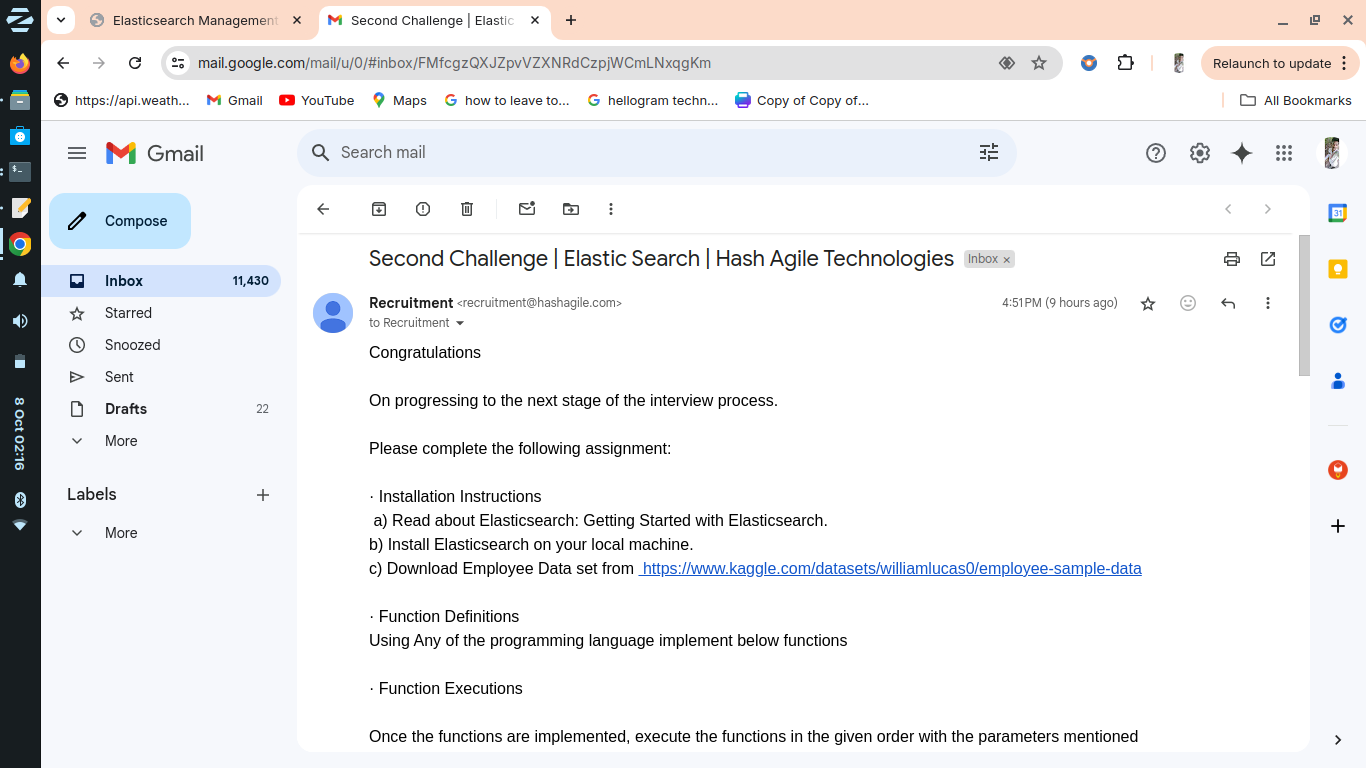 Elasticsearch Management
Second Challenge | Elastic
mail.google.com/mail/u/0/#inbox/FMfcgzQXJZpvVZXNRdCzpjWCmLNxqgKm
Relaunch to update
https://api.weath...
Gmail
YouTube
Maps
how to leave to...
hellogram techn...
Copy of Copy of...
All Bookmarks
Gmail
Search mail
Compose
Inbox 11,430
Starred
Snoozed
Sent
Drafts 22
More
Labels
More
8 Oct 02:16
Second Challenge | Elastic Search | Hash Agile Technologies Inbox ×
Recruitment <recruitment@hashagile.com> 4:51 PM (9 hours ago)
to Recruitment
Congratulations
On progressing to the next stage of the interview process.
Please complete the following assignment:
· Installation Instructions
a) Read about Elasticsearch: Getting Started with Elasticsearch.
b) Install Elasticsearch on your local machine.
c) Download Employee Data set from https://www.kaggle.com/datasets/williamlucas0/employee-sample-data
· Function Definitions
Using Any of the programming language implement below functions
· Function Executions
Once the functions are implemented, execute the functions in the given order with the parameters mentioned
31